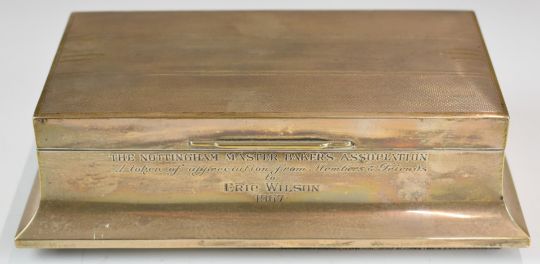 THE NOTTINGHAM MASTER BAKERS ASSOCIATION
A token of appreciation from Members & Friends
to
ERIC WILSON
1967